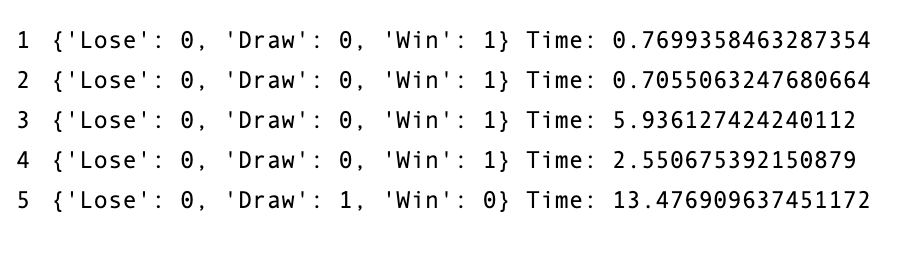 1 {'Lose': 0, 'Draw': 0, 'Win': 1} Time: 0.7699358463287354
2 {'Lose': 0, 'Draw': 0, 'Win': 1} Time: 0.7055063247680664
3 {'Lose': 0, 'Draw': 0, 'Win': 1} Time: 5.936127424240112
4 {'Lose': 0, 'Draw': 0, 'Win': 1} Time: 2.550675392150879
5 {'Lose': 0, 'Draw': 1, 'Win': 0} Time: 13.476909637451172